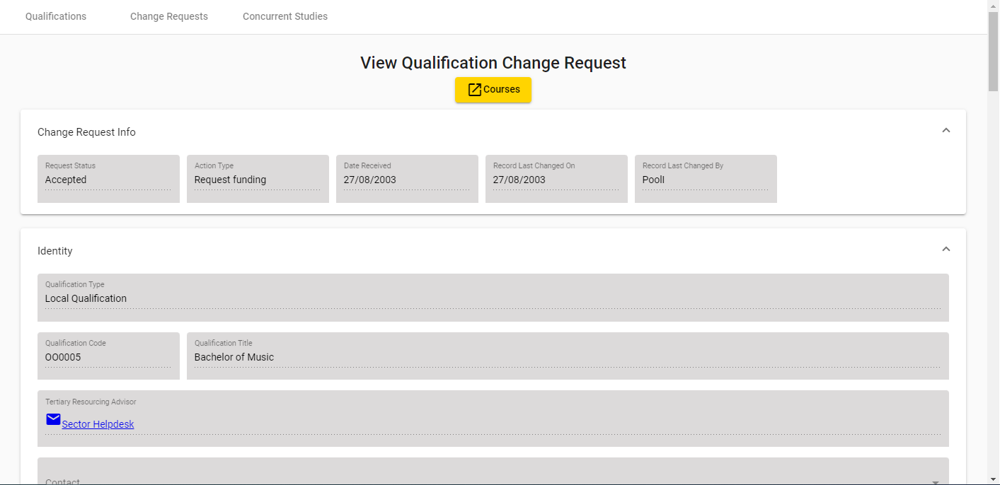 Qualifications Change Requests Concurrent Studies
View Qualification Change Request
Courses
Change Request Info
Request Status Action Type Date Received Record Last Changed On Record Last Changed By
Accepted Request funding 27/08/2003 27/08/2003 PoolI
Identity
Qualification Type
Local Qualification
Qualification Code Qualification Title
OO0005 Bachelor of Music
Tertiary Resourcing Advisor
Sector Helpdesk
Contact